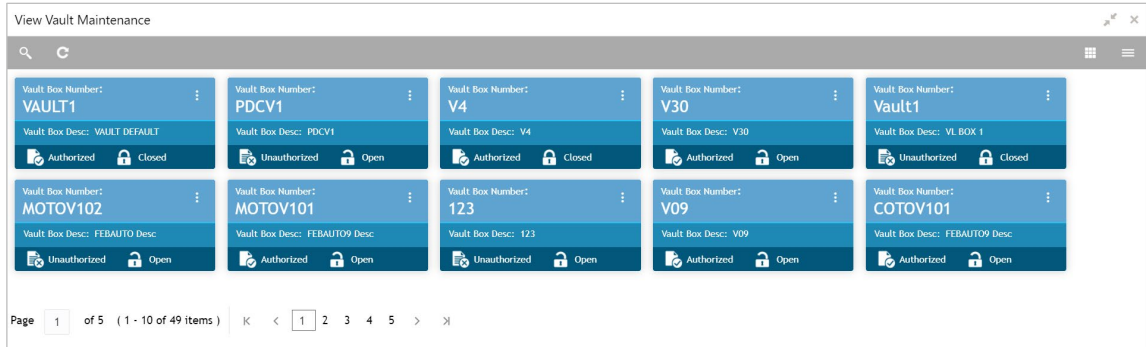 View Vault Maintenance
Vault Box Number:
VAULT1
Vault Box Desc: VAULT DEFAULT
Authorized Closed
Vault Box Number:
PDCV1
Vault Box Desc: PDCV1
Unauthorized Open
Vault Box Number:
V4
Vault Box Desc: V4
Authorized Closed
Vault Box Number:
V30
Vault Box Desc: V30
Authorized Open
Vault Box Number:
Vault1
Vault Box Desc: VL BOX 1
Unauthorized Closed
Vault Box Number:
MOTOV102
Vault Box Desc: FEBAUTO Desc
Unauthorized Open
Vault Box Number:
MOTOV101
Vault Box Desc: FEBAUTO9 Desc
Authorized Open
Vault Box Number:
123
Vault Box Desc: 123
Unauthorized Open
Vault Box Number:
V09
Vault Box Desc: V09
Authorized Open
Vault Box Number:
COTOV101
Vault Box Desc: FEBAUTO9 Desc
Authorized Open
Page 1 of 5 ( 1 - 10 of 49 items ) 1 2 3 4 5